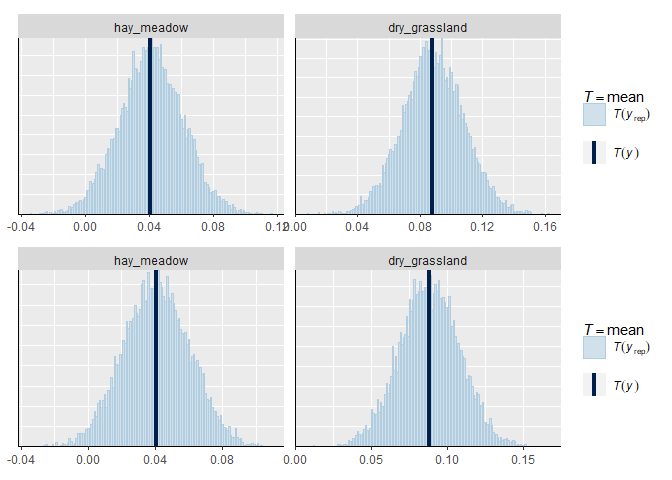 hay_meadow
dry_grassland
T = mean
T(yrep)
T(y)
-0.04 0.00 0.04 0.08 0.12
0.00 0.04 0.08 0.12 0.16
hay_meadow
dry_grassland
T = mean
T(yrep)
T(y)
-0.04 0.00 0.04 0.08
0.00 0.05 0.10 0.15